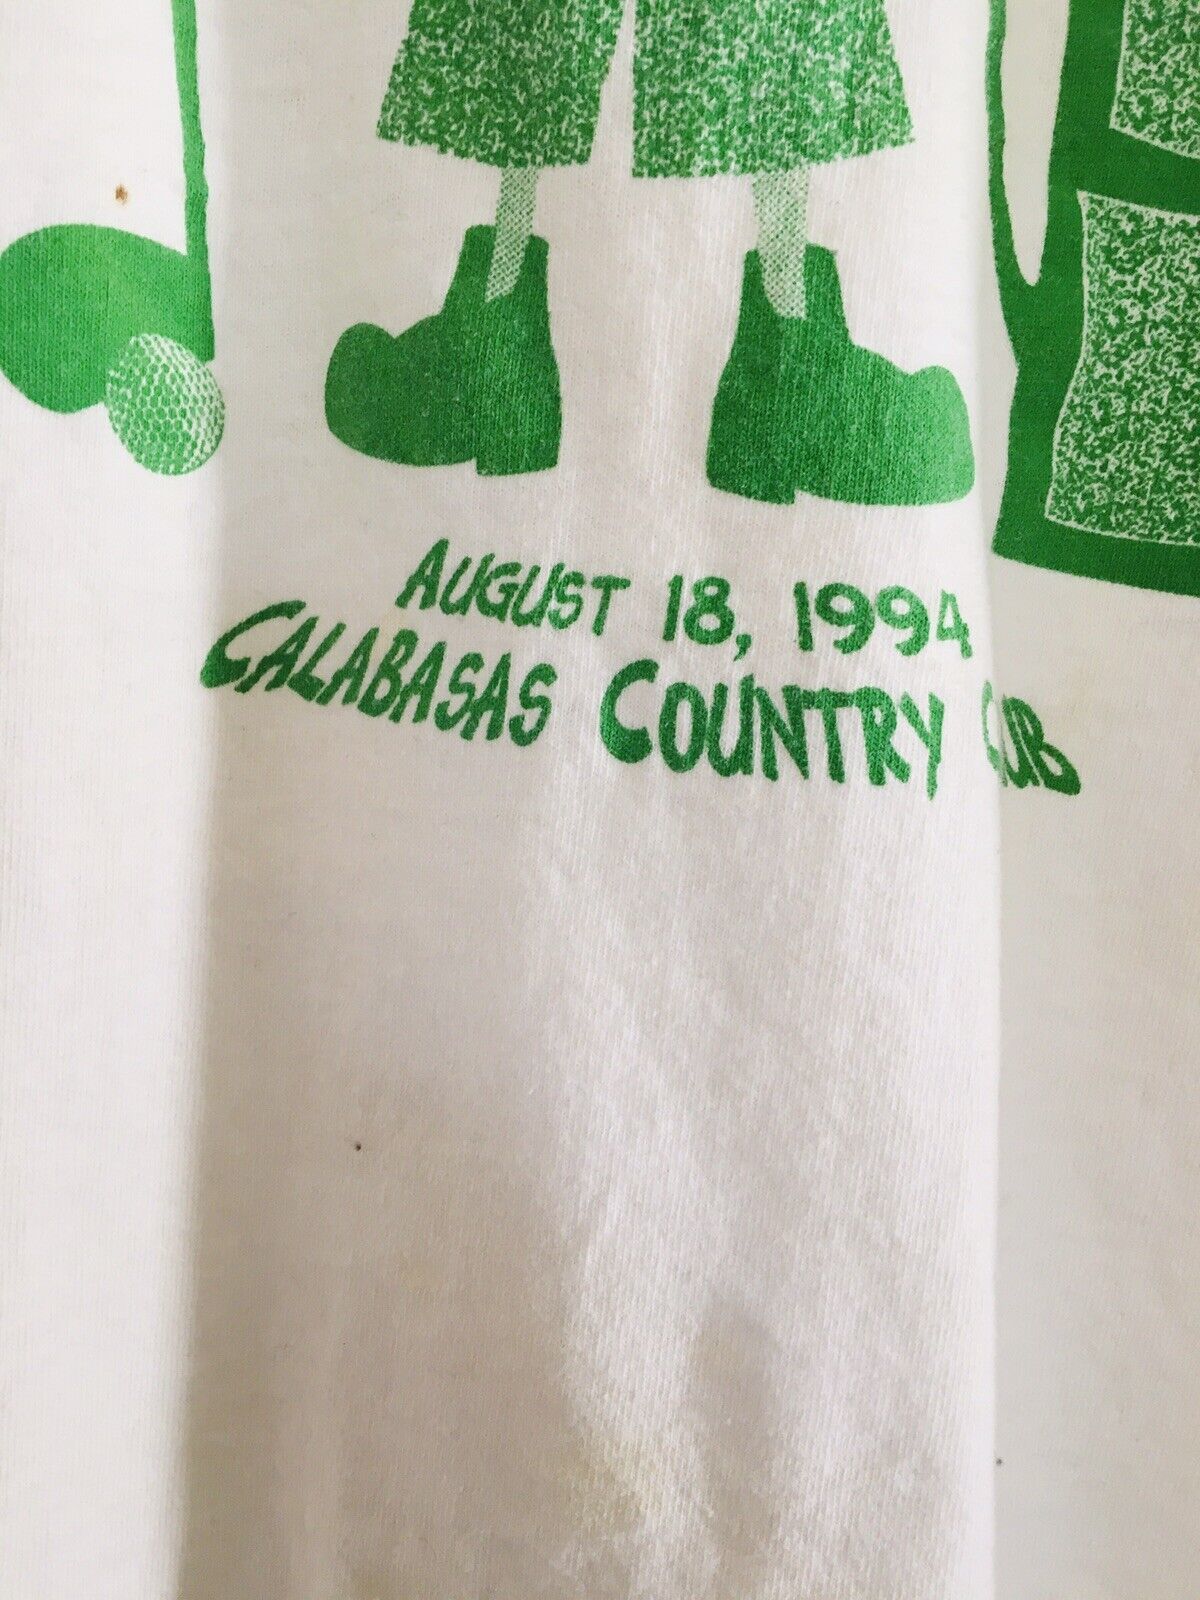 AUGUST 18, 1994
CALABASAS COUNTRY CLUB